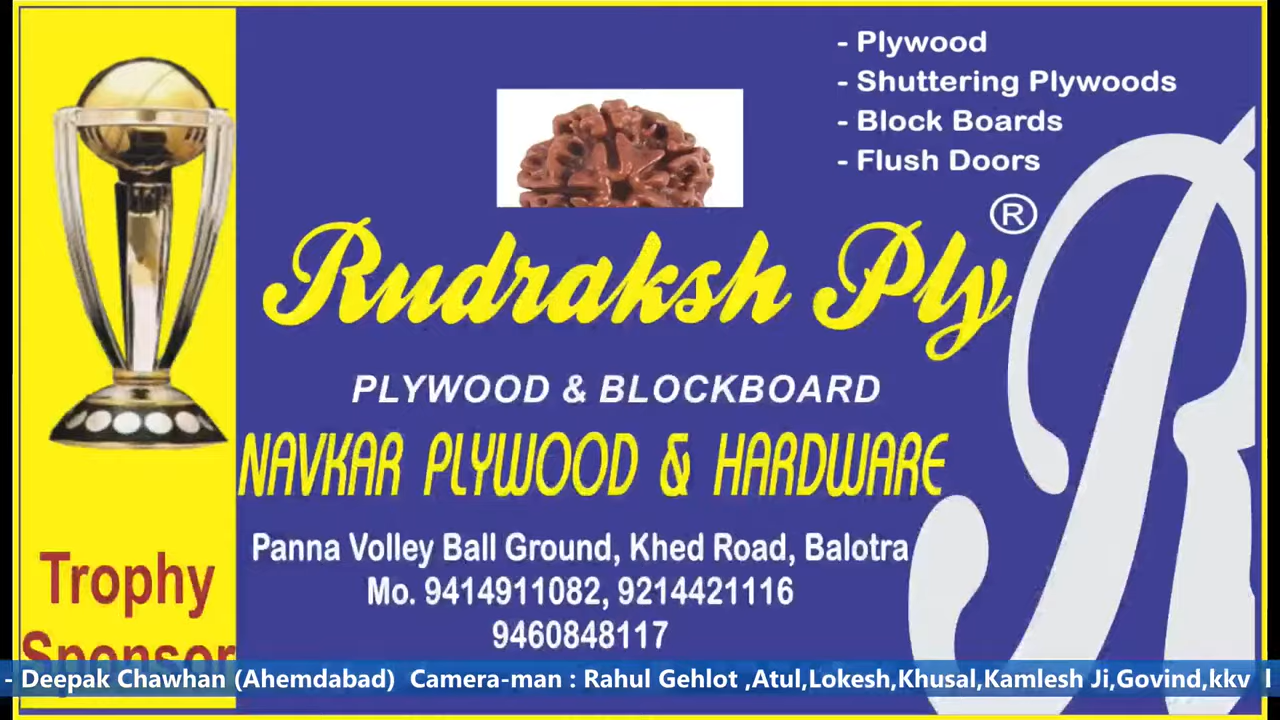 - Plywood
- Shuttering Plywoods
- Block Boards
- Flush Doors
Rudraksh Ply ®
PLYWOOD & BLOCKBOARD
NAVKAR PLYWOOD & HARDWARE
Panna Volley Ball Ground, Khed Road, Balotra
Mo. 9414911082, 9214421116
9460848117
Trophy
Sponsor
- Deepak Chawhan (Ahemdabad) Camera-man : Rahul Gehlot ,Atul,Lokesh,Khusal,Kamlesh Ji,Govind,kkv